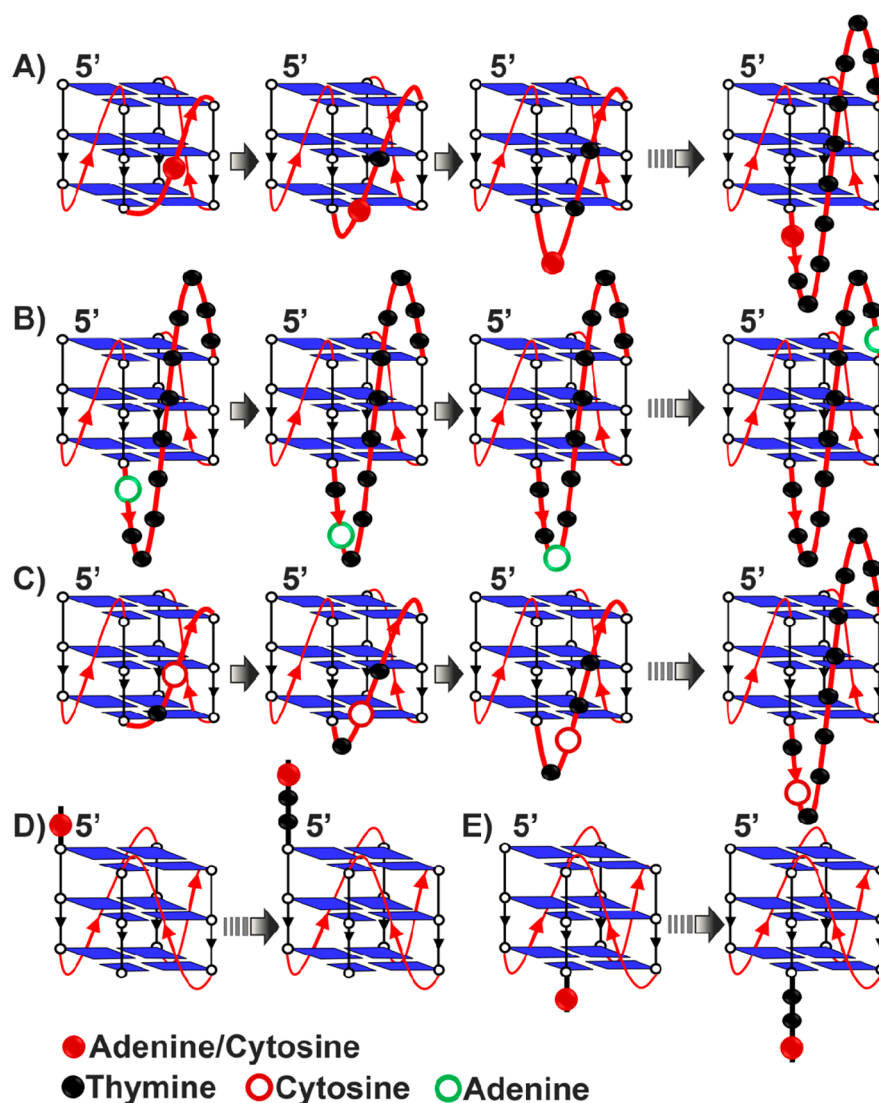 A) 5' 5' 5' 5'
B) 5' 5' 5' 5'
C) 5' 5' 5' 5'
D) 5' 5' E) 5' 5'
Adenine/Cytosine
Thymine Cytosine Adenine